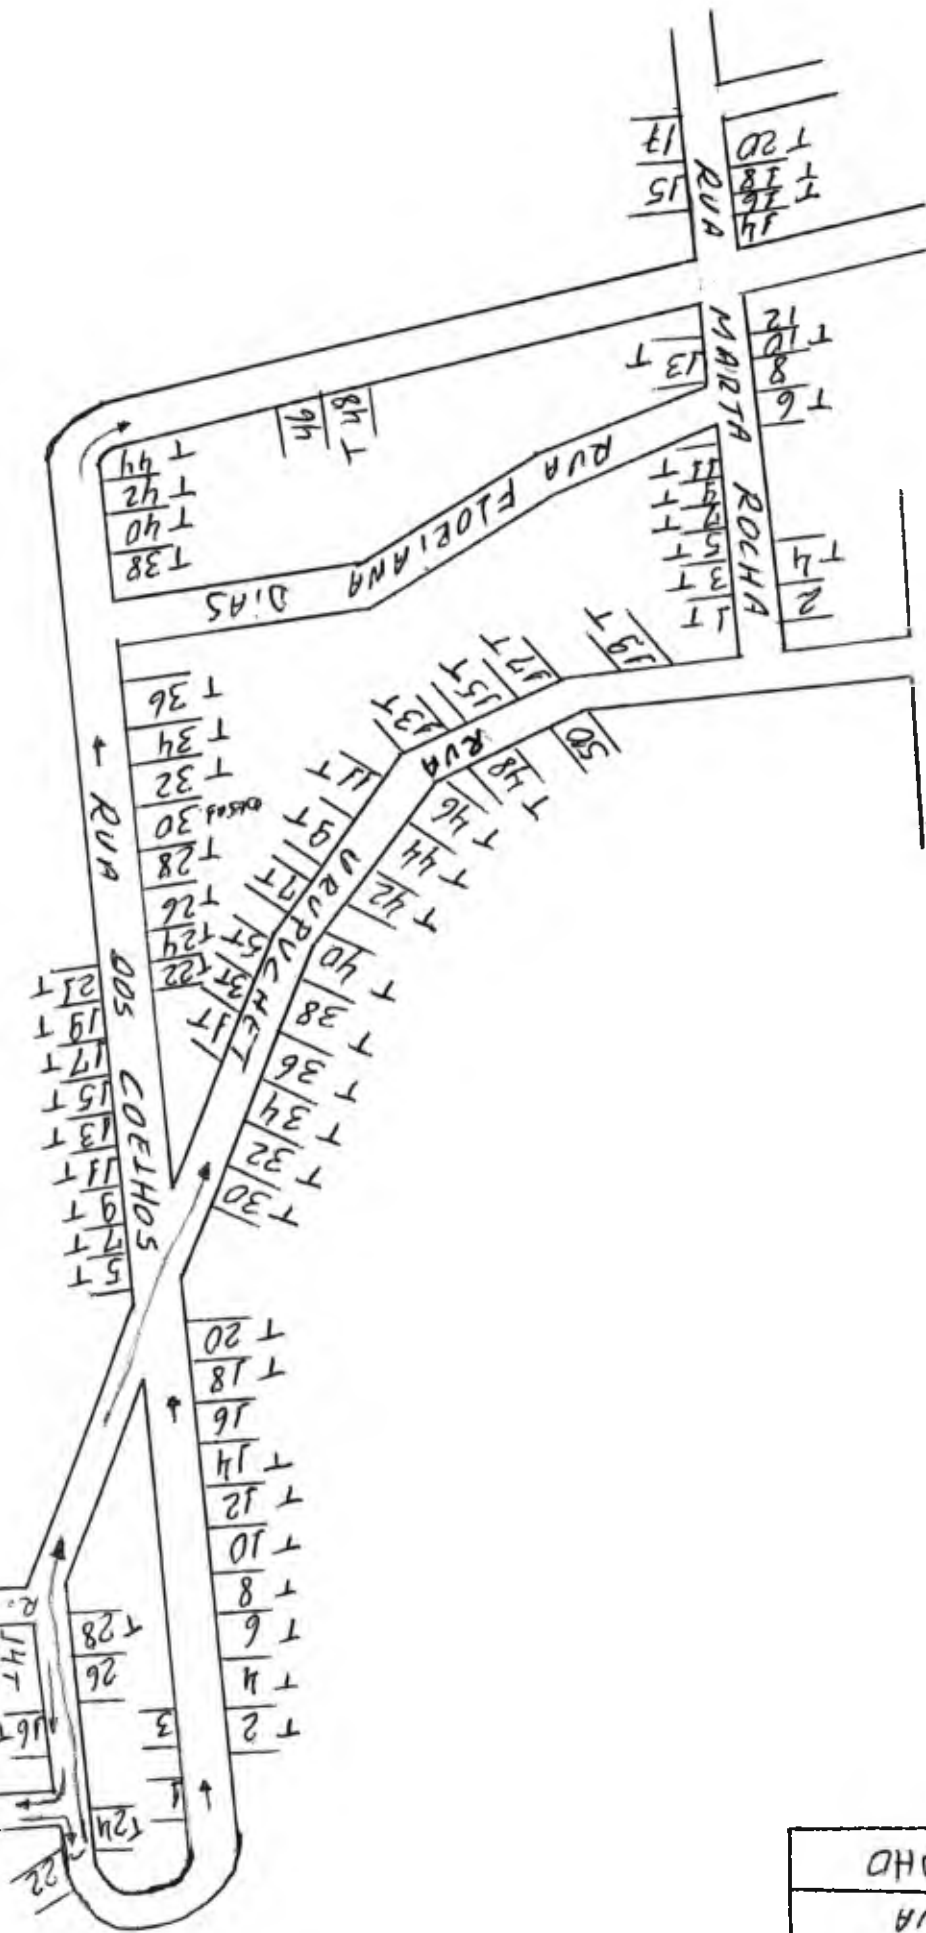 RUA MARTA ROCHA
17
15
T 20
T 18
T 16
14
12
T 10
8
T 6
T 4
2
13 T
11 T
9 T
7 T
5 T
3 T
1 T
RUA FLORIANA DIAS
T 48
46
T 44
T 42
T 40
T 38
T 36
T 34
T 32
30
T 28
T 26
T 24
T 22
RUA DOS COELHOS
21 T
19 T
17 T
15 T
13 T
11 T
9 T
7 T
5 T
T 20
T 18
16
T 14
T 12
T 10
T 8
T 6
T 4
T 2
3
1
RUA
19 T
17 T
15 T
13 T
11 T
9 T
7 T
5 T
3 T
1 T
50
T 48
T 46
T 44
T 42
T 40
T 38
T 36
T 34
T 32
T 30
T 28
26
T 24
22
R.
14 T
16 T